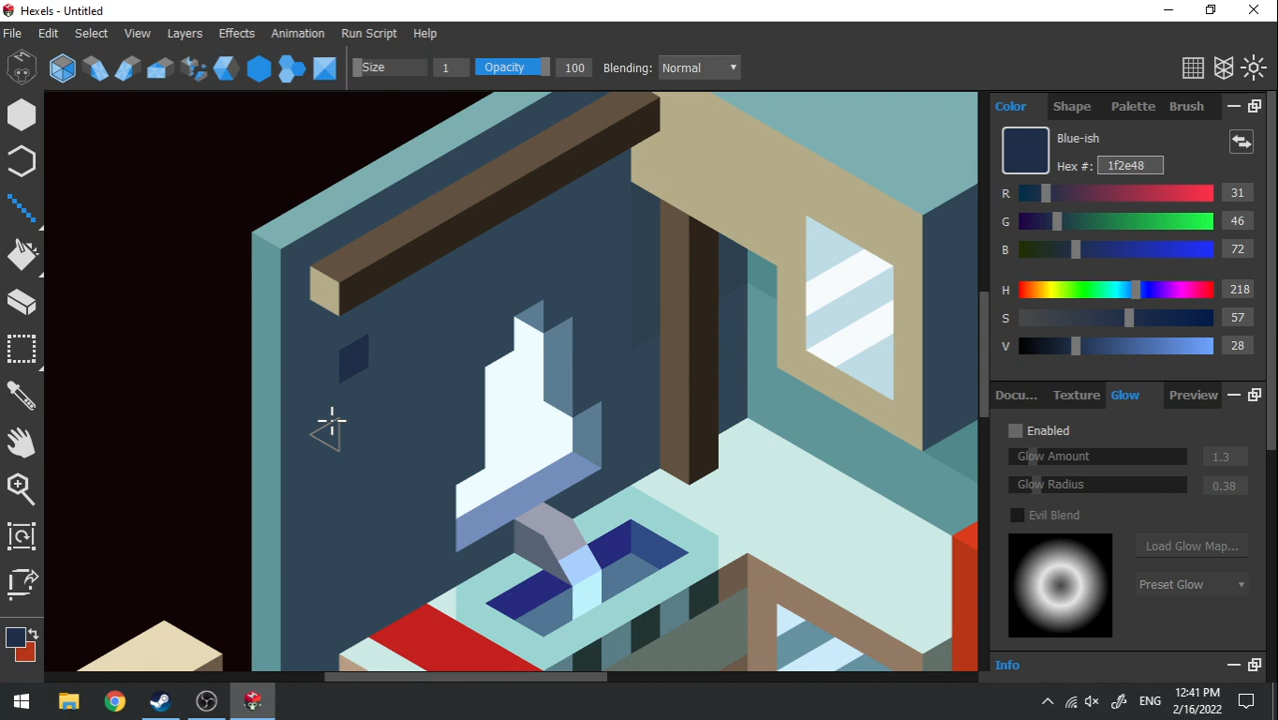 Hexels - Untitled
File Edit Select View Layers Effects Animation Run Script Help
Size 1 Opacity 100 Blending: Normal
Color Shape Palette Brush
Blue-ish
Hex #: 1f2e48
R 31
G 46
B 72
H 218
S 57
V 28
Docu... Texture Glow Preview
Enabled
Glow Amount 1.3
Glow Radius 0.38
Evil Blend
Load Glow Map...
Preset Glow
Info
ENG
12:41 PM
2/16/2022